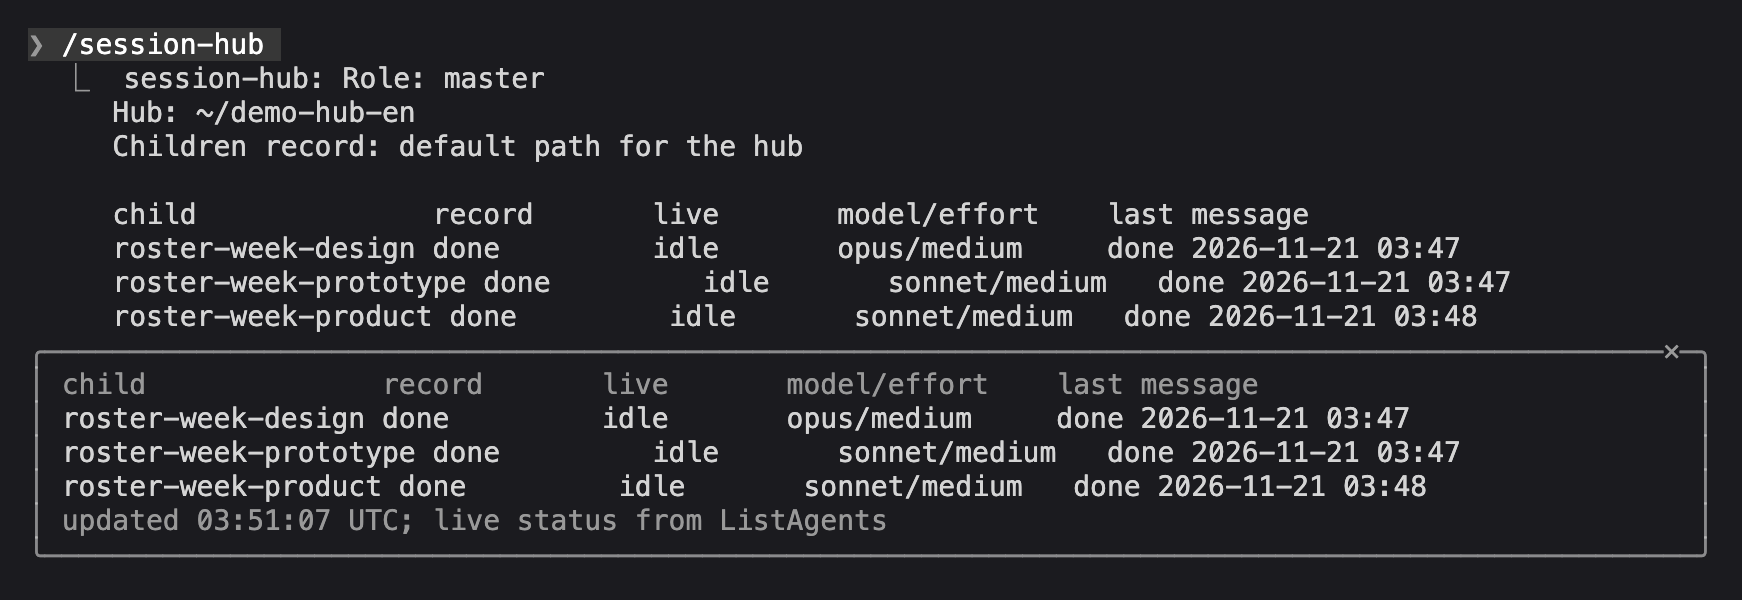 ❯ /session-hub
⎿ session-hub: Role: master
Hub: ~/demo-hub-en
Children record: default path for the hub
child record live model/effort last message
roster-week-design done idle opus/medium done 2026-11-21 03:47
roster-week-prototype done idle sonnet/medium done 2026-11-21 03:47
roster-week-product done idle sonnet/medium done 2026-11-21 03:48
×
child record live model/effort last message
roster-week-design done idle opus/medium done 2026-11-21 03:47
roster-week-prototype done idle sonnet/medium done 2026-11-21 03:47
roster-week-product done idle sonnet/medium done 2026-11-21 03:48
updated 03:51:07 UTC; live status from ListAgents